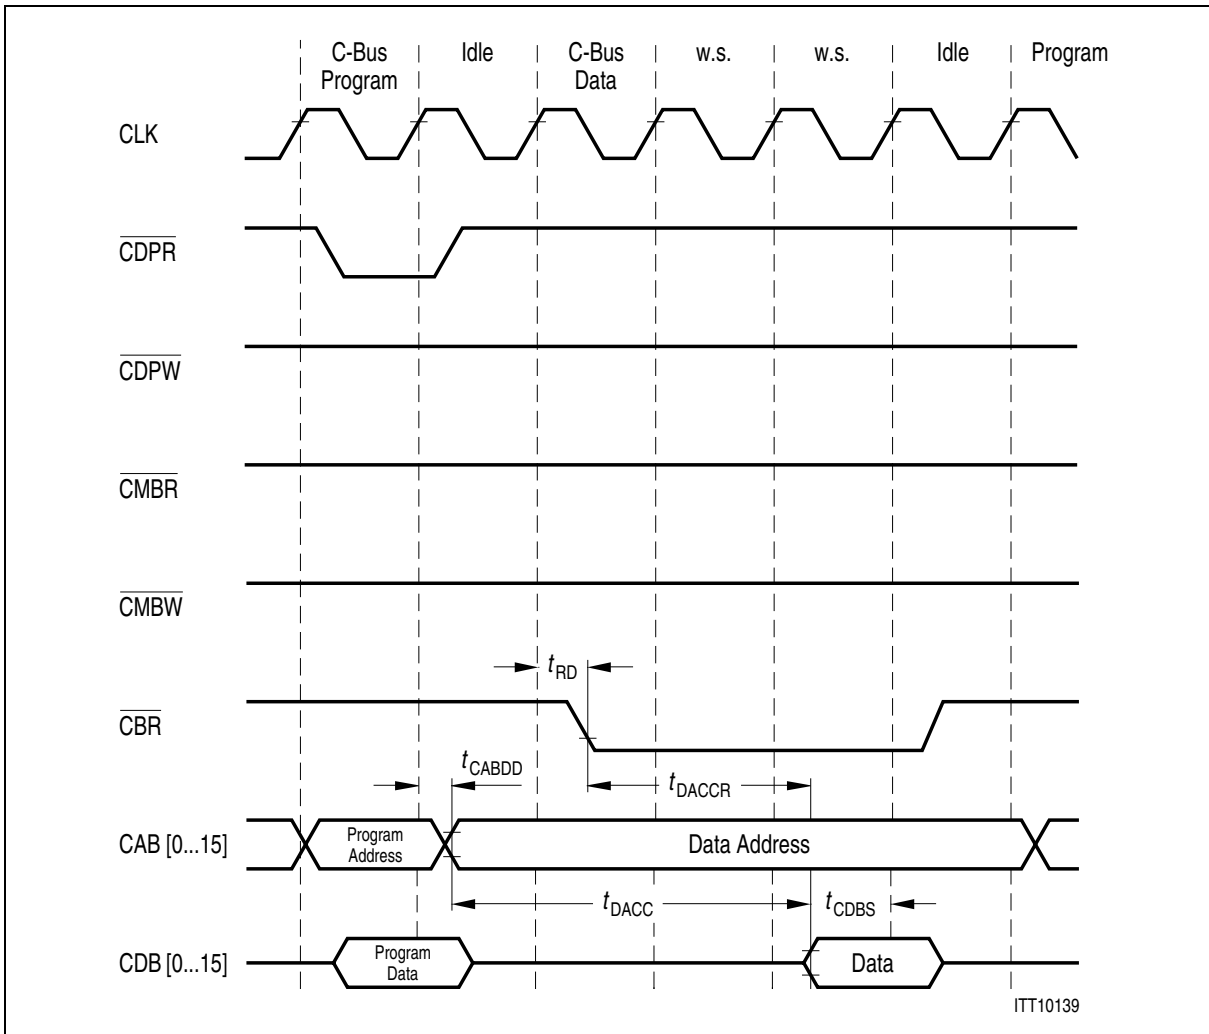 C-Bus Program
Idle
C-Bus Data
w.s.
w.s.
Idle
Program
CLK
CDPR
CDPW
CMBR
CMBW
tRD
CBR
tCABDD
tDACCR
CAB [0...15]
Program Address
Data Address
tDACC
tCDBS
CDB [0...15]
Program Data
Data
ITT10139